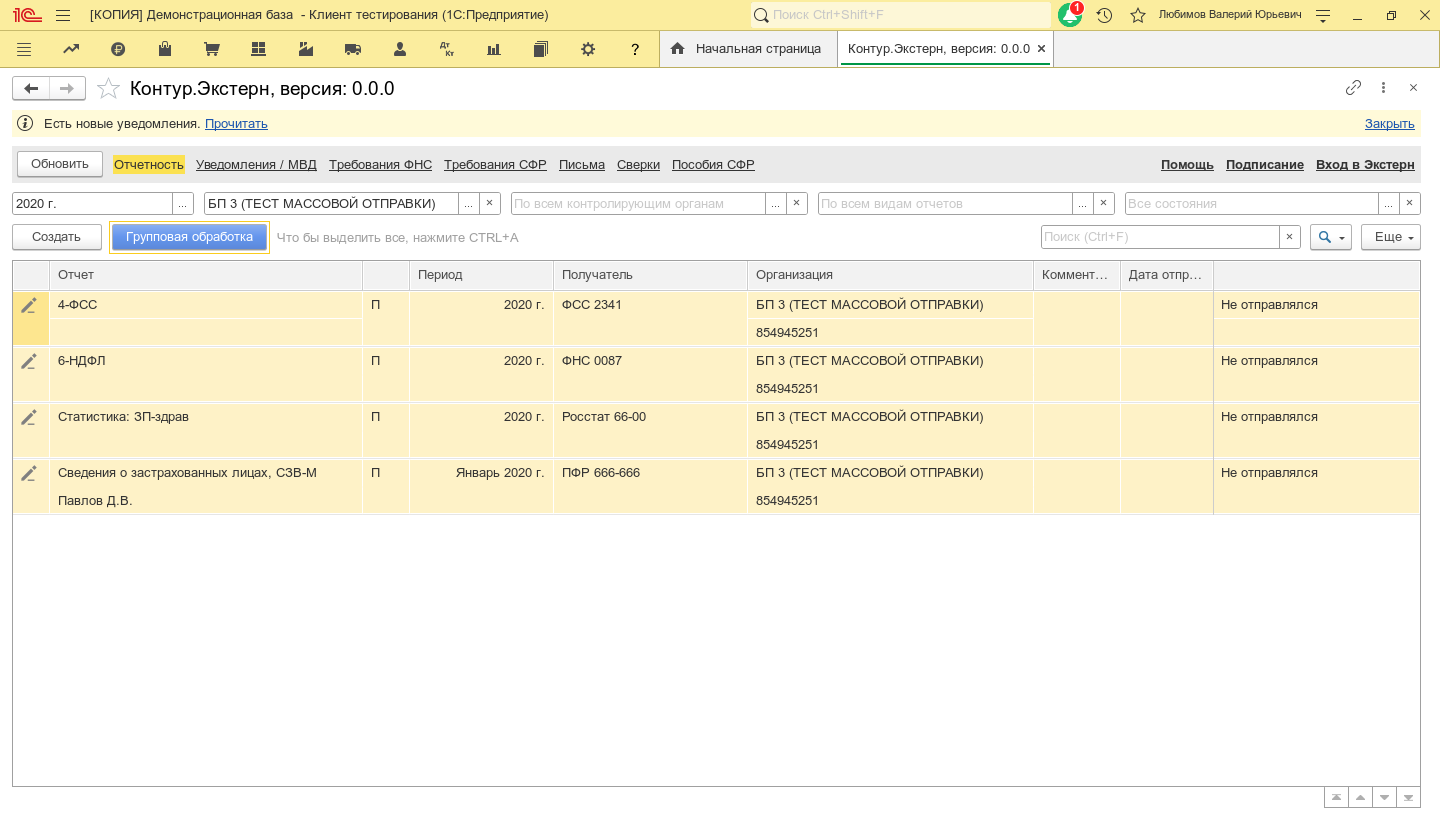 [КОПИЯ] Демонстрационная база - Клиент тестирования (1С:Предприятие)
Поиск Ctrl+Shift+F
1
Любимов Валерий Юрьевич
Дт Кт
?
Начальная страница
Контур.Экстерн, версия: 0.0.0
Контур.Экстерн, версия: 0.0.0
Есть новые уведомления. Прочитать
Закрыть
Обновить
Отчетность
Уведомления / МВД
Требования ФНС
Требования СФР
Письма
Сверки
Пособия СФР
Помощь
Подписание
Вход в Экстерн
2020 г.
...
БП 3 (ТЕСТ МАССОВОЙ ОТПРАВКИ)
...
По всем контролирующим органам
...
По всем видам отчетов
...
Все состояния
...
Создать
Групповая обработка
Что бы выделить все, нажмите CTRL+A
Поиск (Ctrl+F)
Еще
Отчет
Период
Получатель
Организация
Коммент...
Дата отпр...
4-ФСС
П
2020 г.
ФСС 2341
БП 3 (ТЕСТ МАССОВОЙ ОТПРАВКИ)
Не отправлялся
854945251
6-НДФЛ
П
2020 г.
ФНС 0087
БП 3 (ТЕСТ МАССОВОЙ ОТПРАВКИ)
Не отправлялся
854945251
Статистика: ЗП-здрав
П
2020 г.
Росстат 66-00
БП 3 (ТЕСТ МАССОВОЙ ОТПРАВКИ)
Не отправлялся
854945251
Сведения о застрахованных лицах, СЗВ-М
П
Январь 2020 г.
ПФР 666-666
БП 3 (ТЕСТ МАССОВОЙ ОТПРАВКИ)
Не отправлялся
Павлов Д.В.
854945251